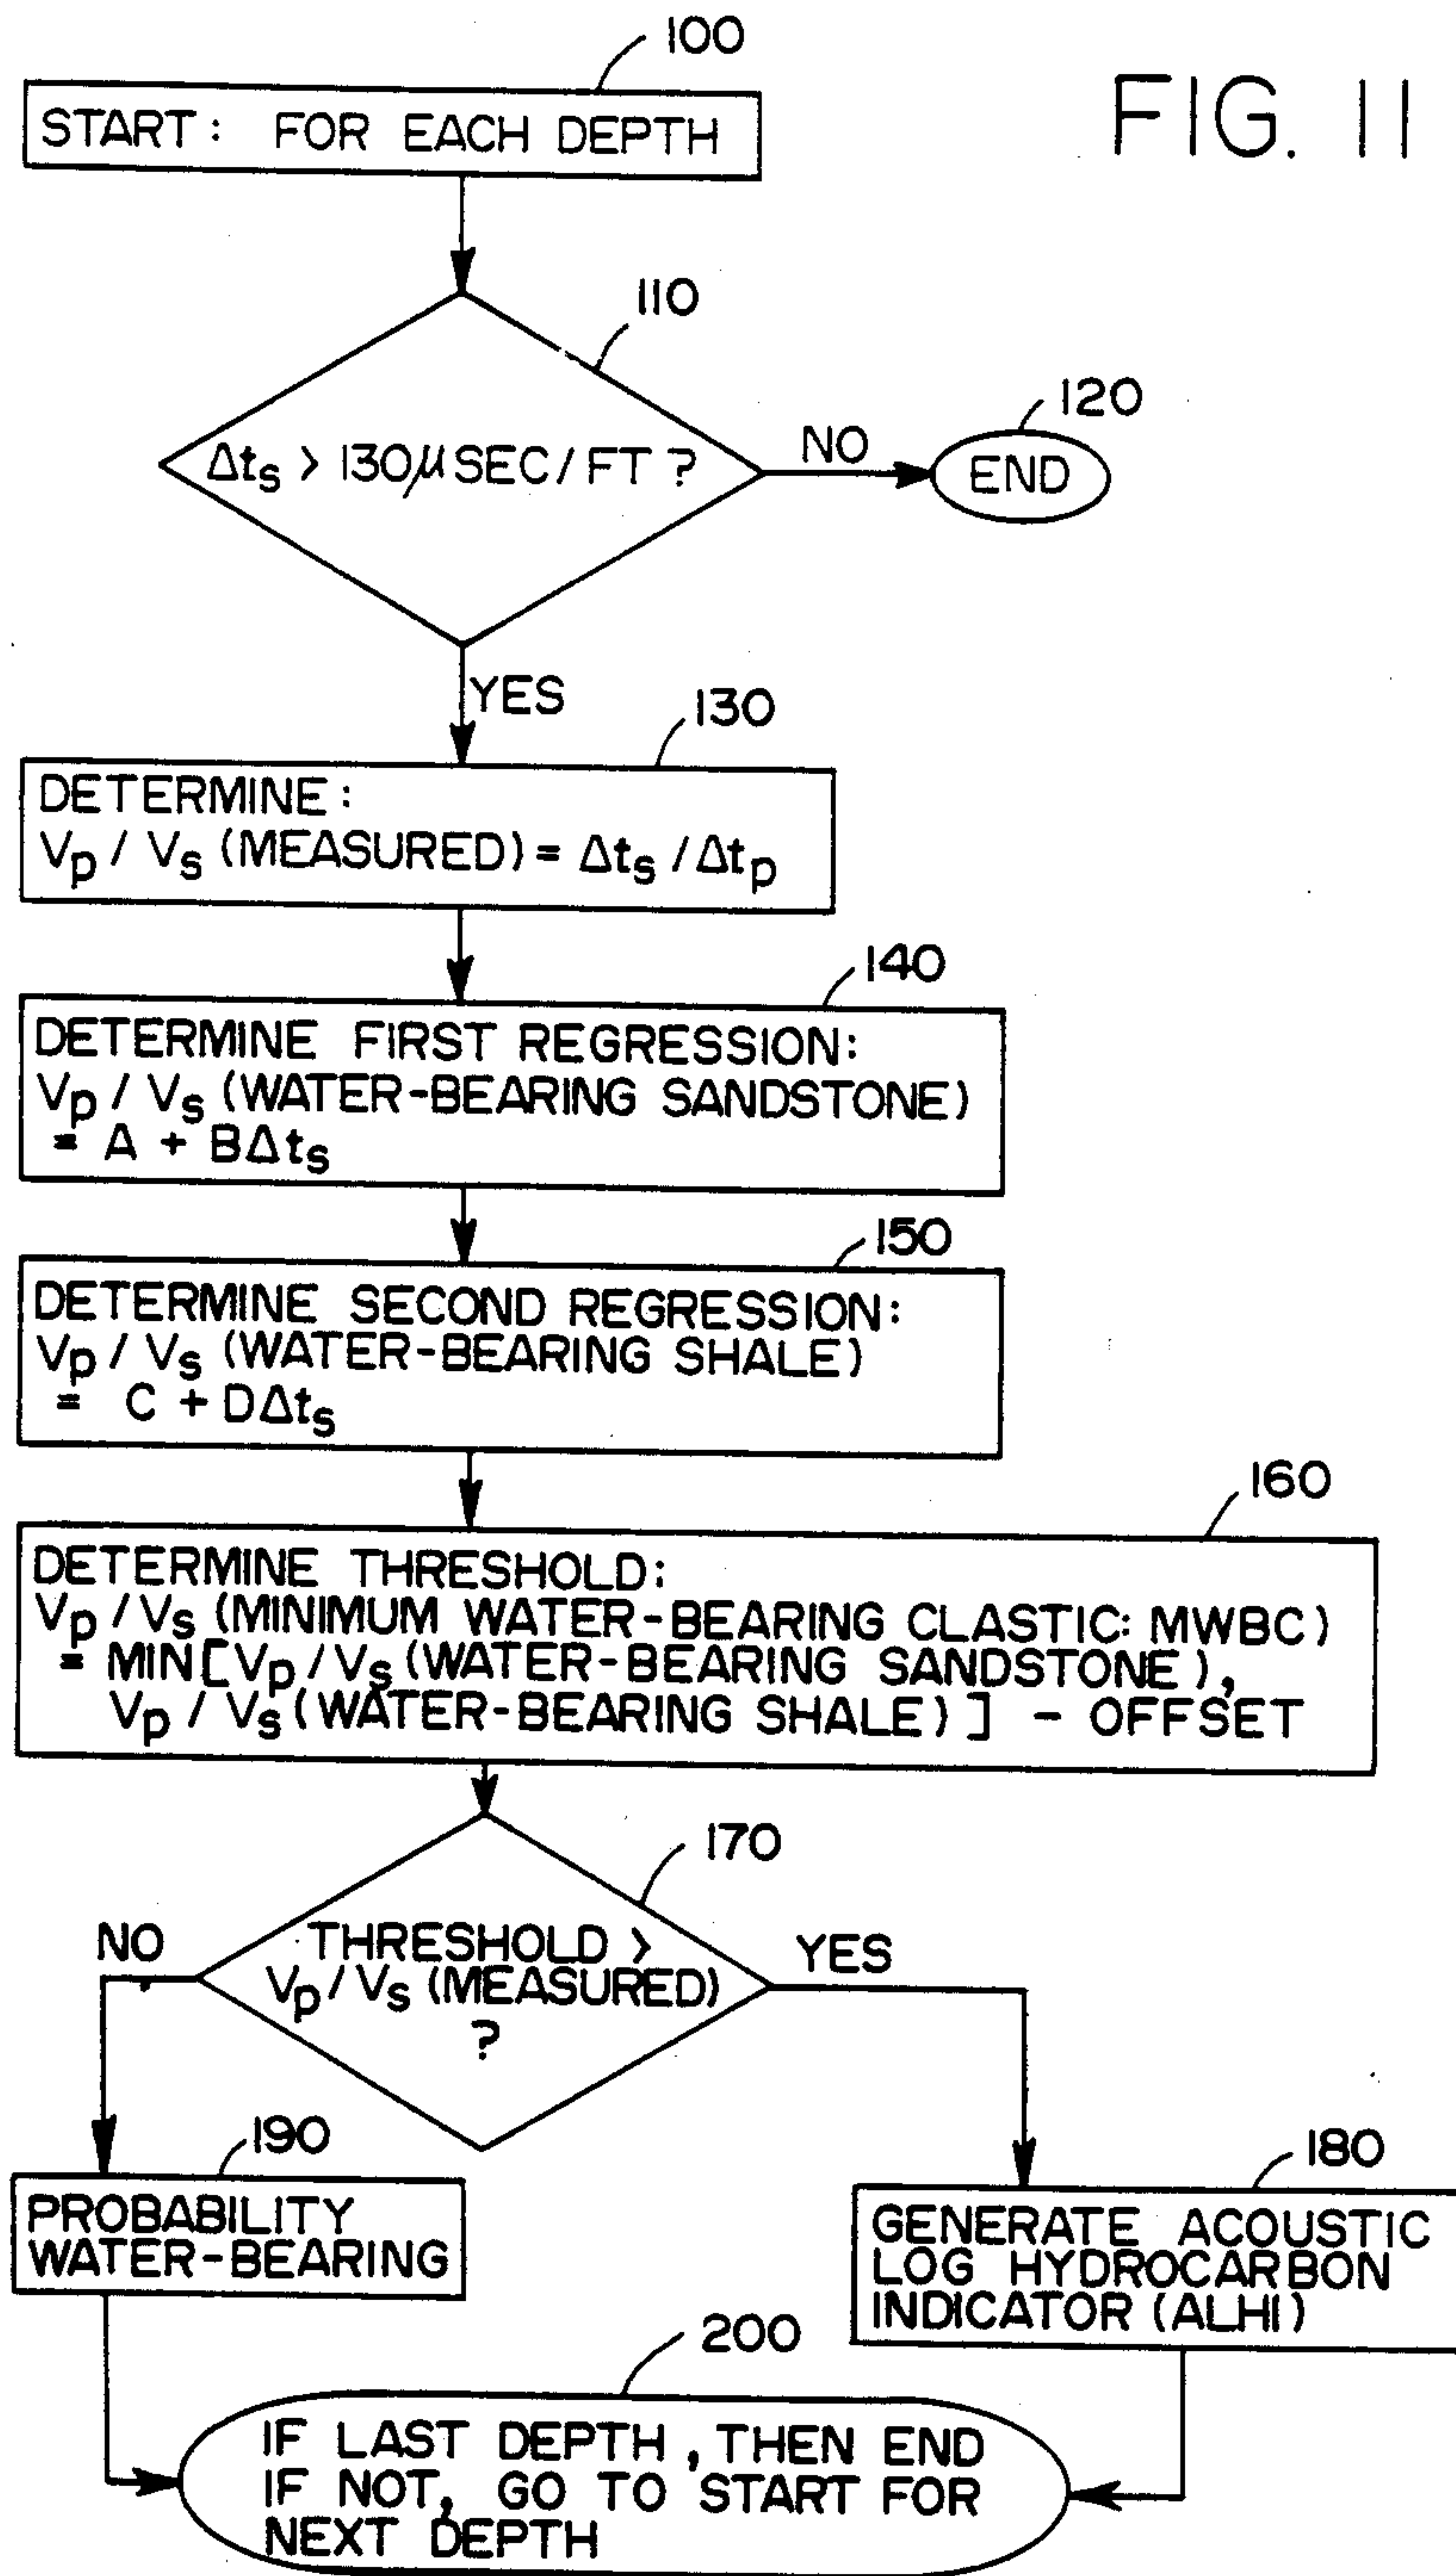 FIG. 11
100
START: FOR EACH DEPTH
110
Δts > 130μSEC/FT ?
NO
120
END
YES
130
DETERMINE:
Vp / Vs (MEASURED) = Δts / Δtp
140
DETERMINE FIRST REGRESSION:
Vp / Vs (WATER-BEARING SANDSTONE)
= A + BΔts
150
DETERMINE SECOND REGRESSION:
Vp / Vs (WATER-BEARING SHALE)
= C + DΔts
160
DETERMINE THRESHOLD:
Vp / Vs (MINIMUM WATER-BEARING CLASTIC: MWBC)
= MIN[Vp / Vs (WATER-BEARING SANDSTONE),
Vp / Vs (WATER-BEARING SHALE)] - OFFSET
170
NO
THRESHOLD >
Vp / Vs (MEASURED)
?
YES
190
PROBABILITY
WATER-BEARING
180
GENERATE ACOUSTIC
LOG HYDROCARBON
INDICATOR (ALHI)
200
IF LAST DEPTH, THEN END
IF NOT, GO TO START FOR
NEXT DEPTH